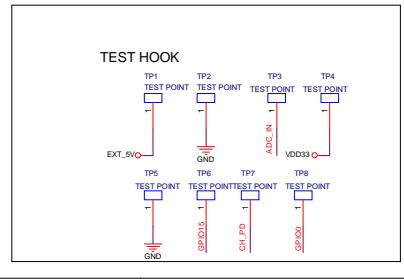 TEST HOOK
TP1 TP2 TP3 TP4
TEST POINT TEST POINT TEST POINT TEST POINT
1 1 1 1
ADC_IN
EXT_5V VDD33
GND
TP5 TP6 TP7 TP8
TEST POINT TEST POINT TEST POINT TEST POINT
1 1 1 1
GPIO15 CH_PD GPIO0
GND